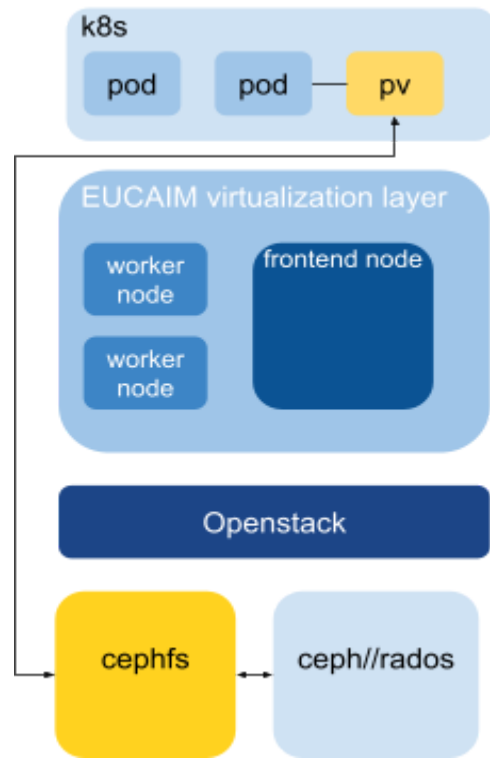 k8s
pod
pod
pv
EUCAIM virtualization layer
worker
node
frontend node
worker
node
Openstack
cephfs
ceph//rados